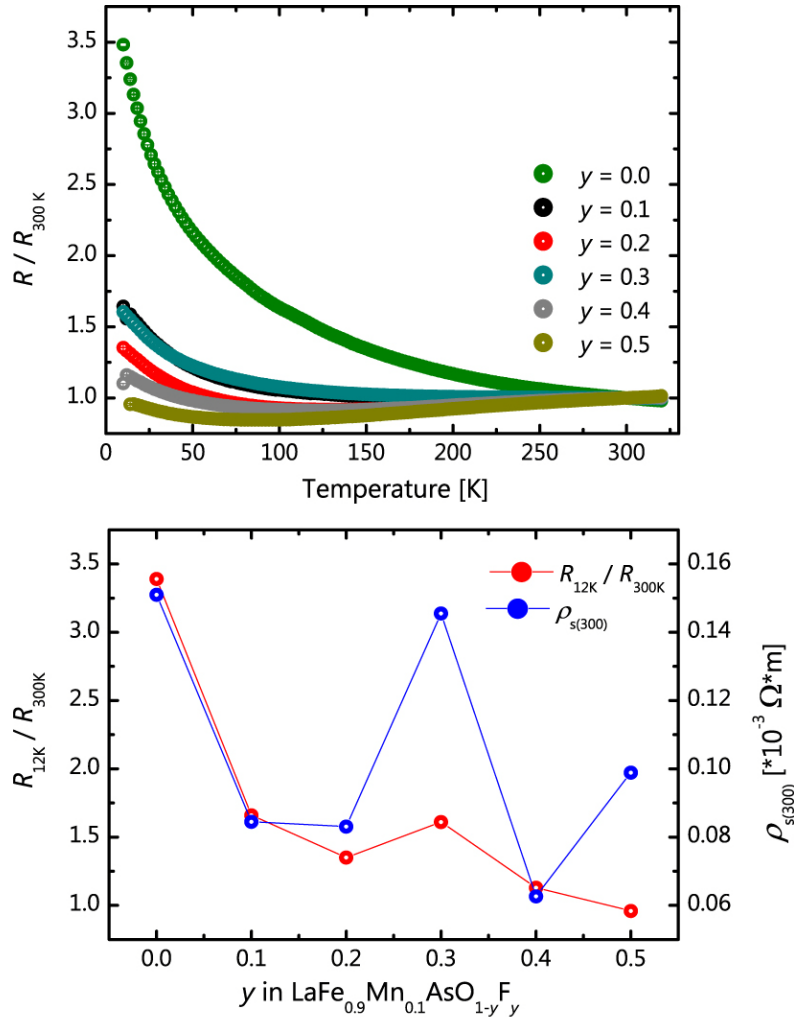 3.5
3.0
2.5
2.0
1.5
1.0
R / R300 K
y = 0.0
y = 0.1
y = 0.2
y = 0.3
y = 0.4
y = 0.5
0 50 100 150 200 250 300
Temperature [K]
3.5
3.0
2.5
2.0
1.5
1.0
R12K / R300K
R12K / R300K
ρs(300)
0.16
0.14
0.12
0.10
0.08
0.06
ρs(300) [*10-3 Ω*m]
0.0 0.1 0.2 0.3 0.4 0.5
y in LaFe0.9Mn0.1AsO1-yFy